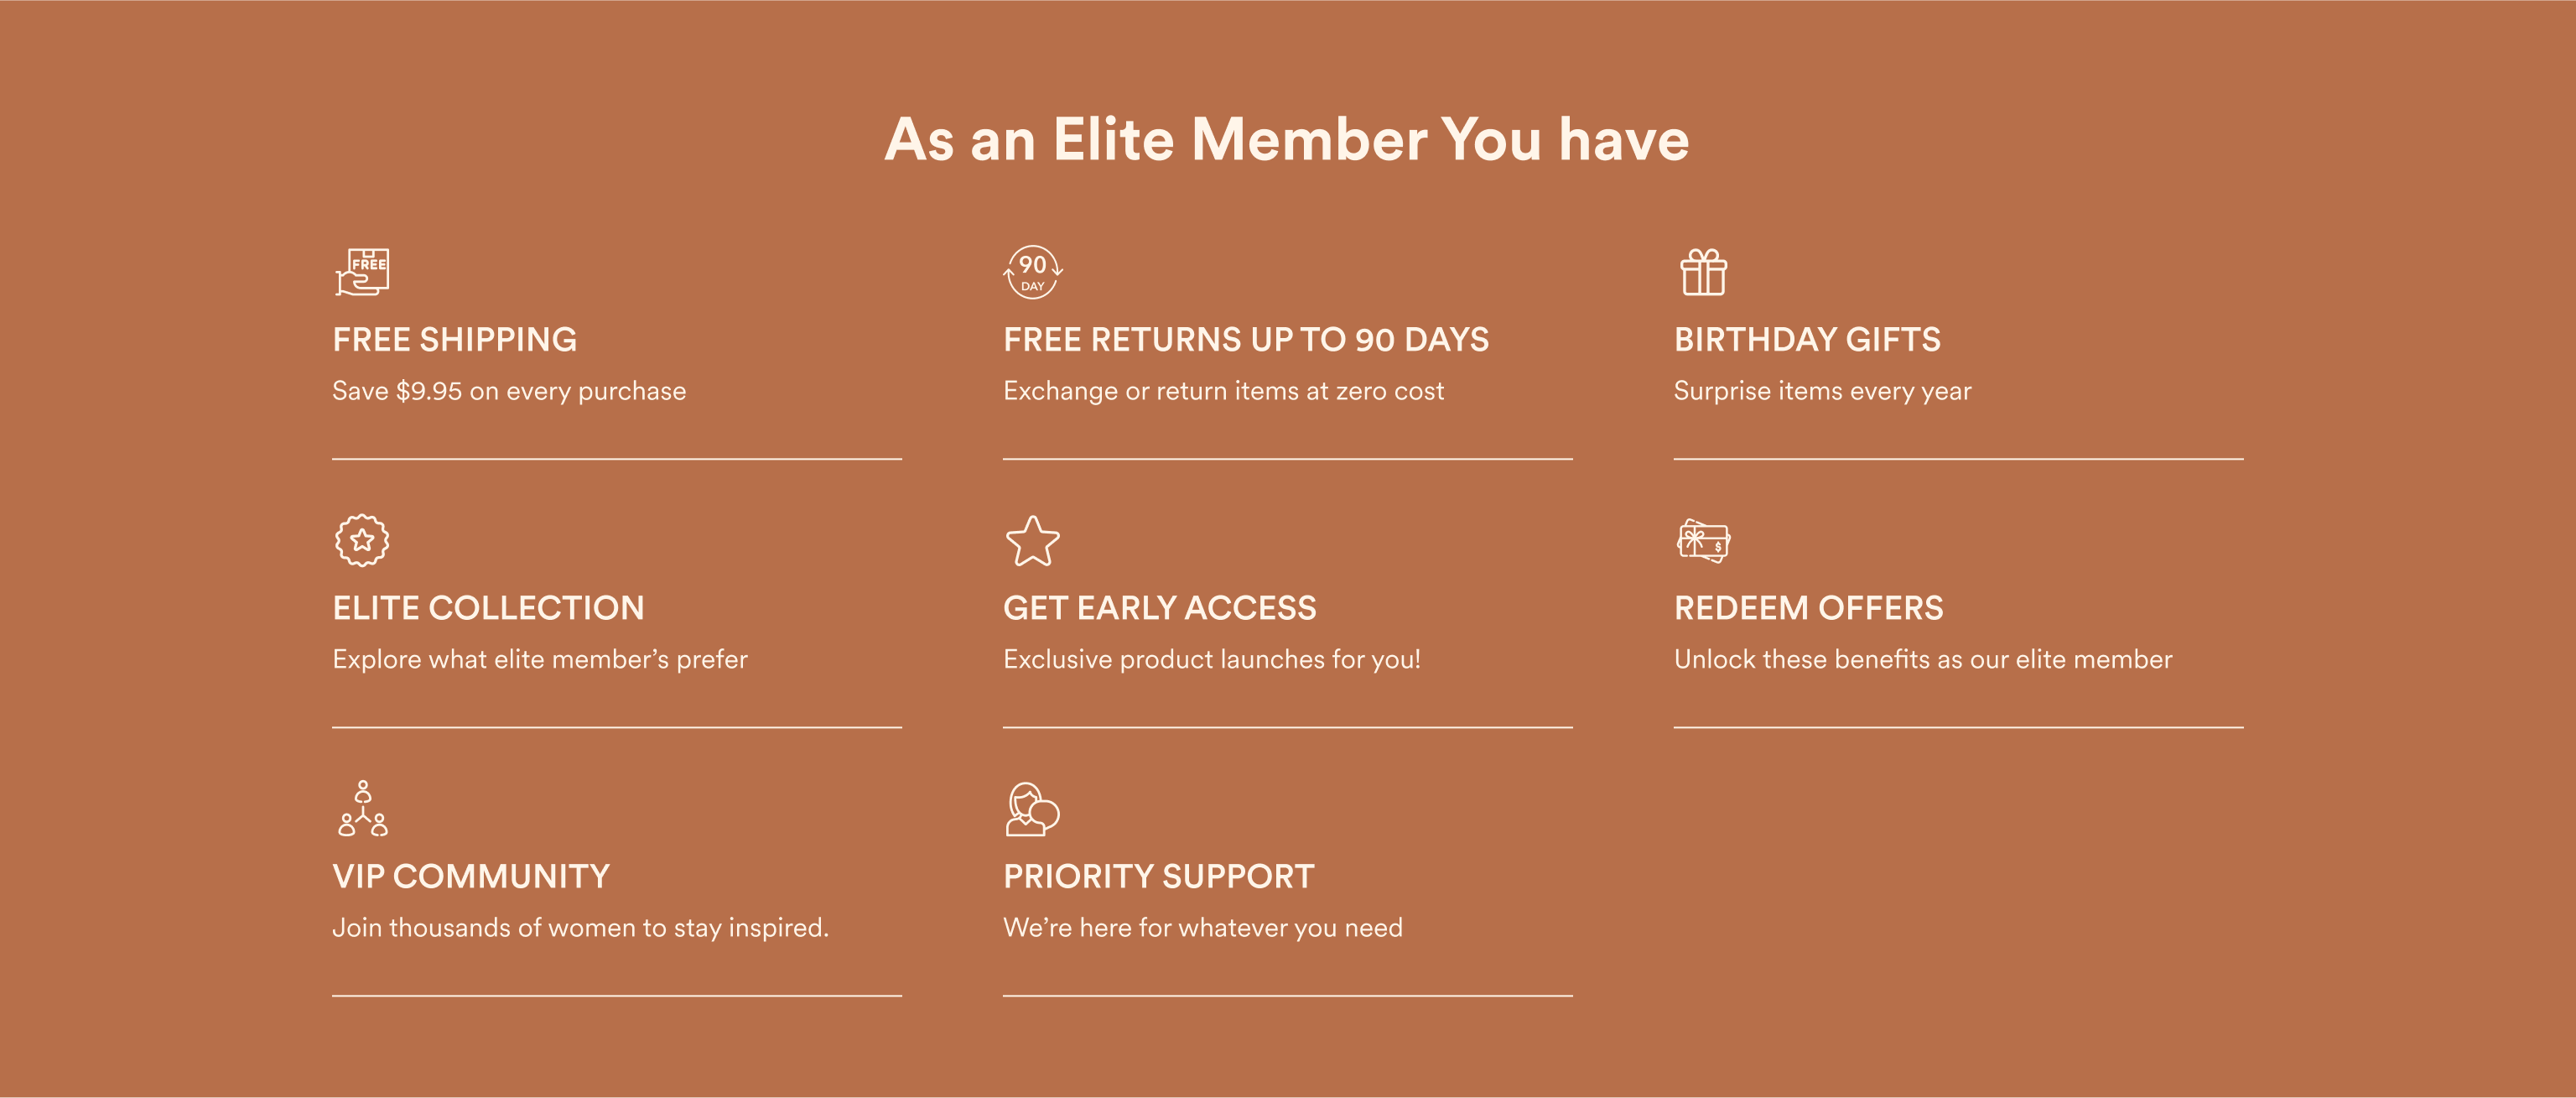 As an Elite Member You have
FREE
90
DAY
FREE SHIPPING
Save $9.95 on every purchase
FREE RETURNS UP TO 90 DAYS
Exchange or return items at zero cost
BIRTHDAY GIFTS
Surprise items every year
$
ELITE COLLECTION
Explore what elite member’s prefer
GET EARLY ACCESS
Exclusive product launches for you!
REDEEM OFFERS
Unlock these benefits as our elite member
VIP COMMUNITY
Join thousands of women to stay inspired.
PRIORITY SUPPORT
We’re here for whatever you need